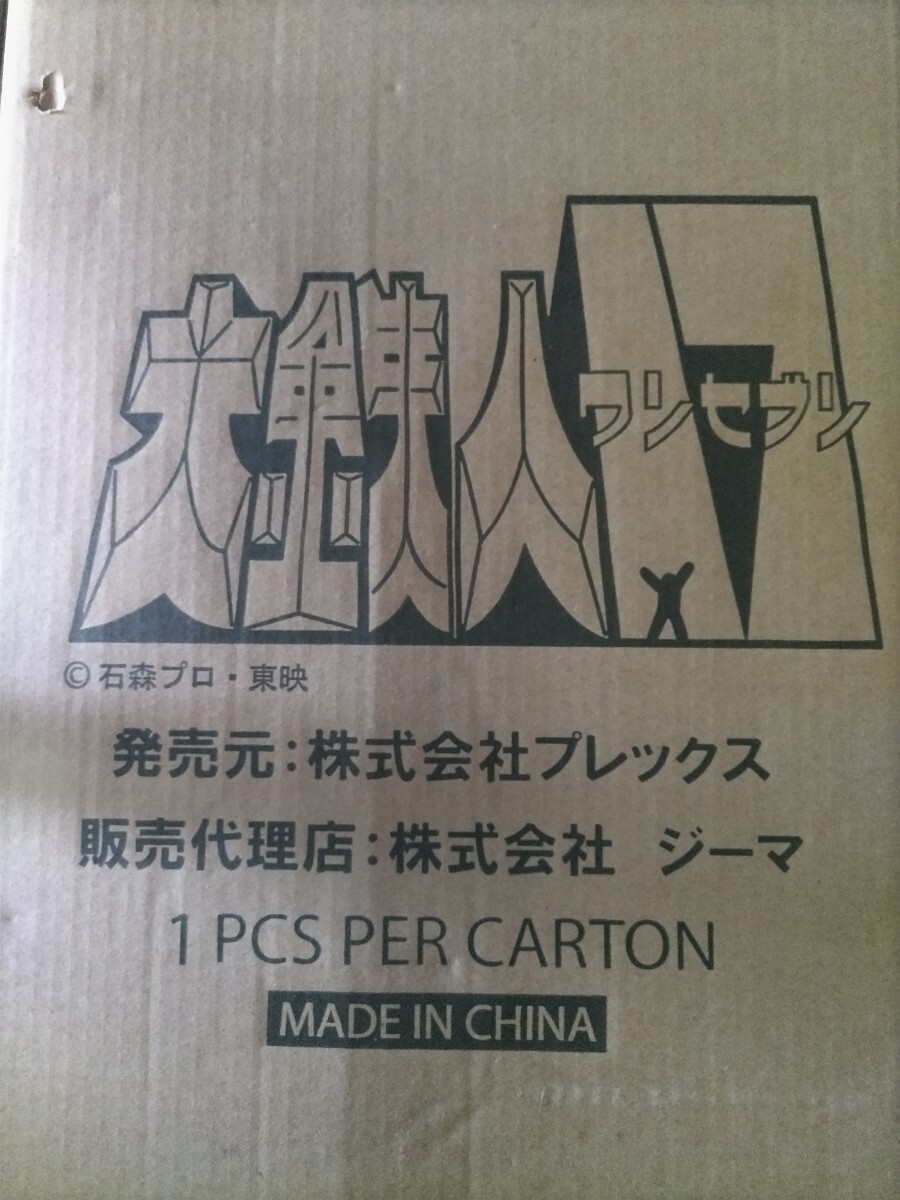 大鉄人17
ワンセブン
© 石森プロ・東映
発売元:株式会社プレックス
販売代理店:株式会社 ジーマ
1 PCS PER CARTON
MADE IN CHINA